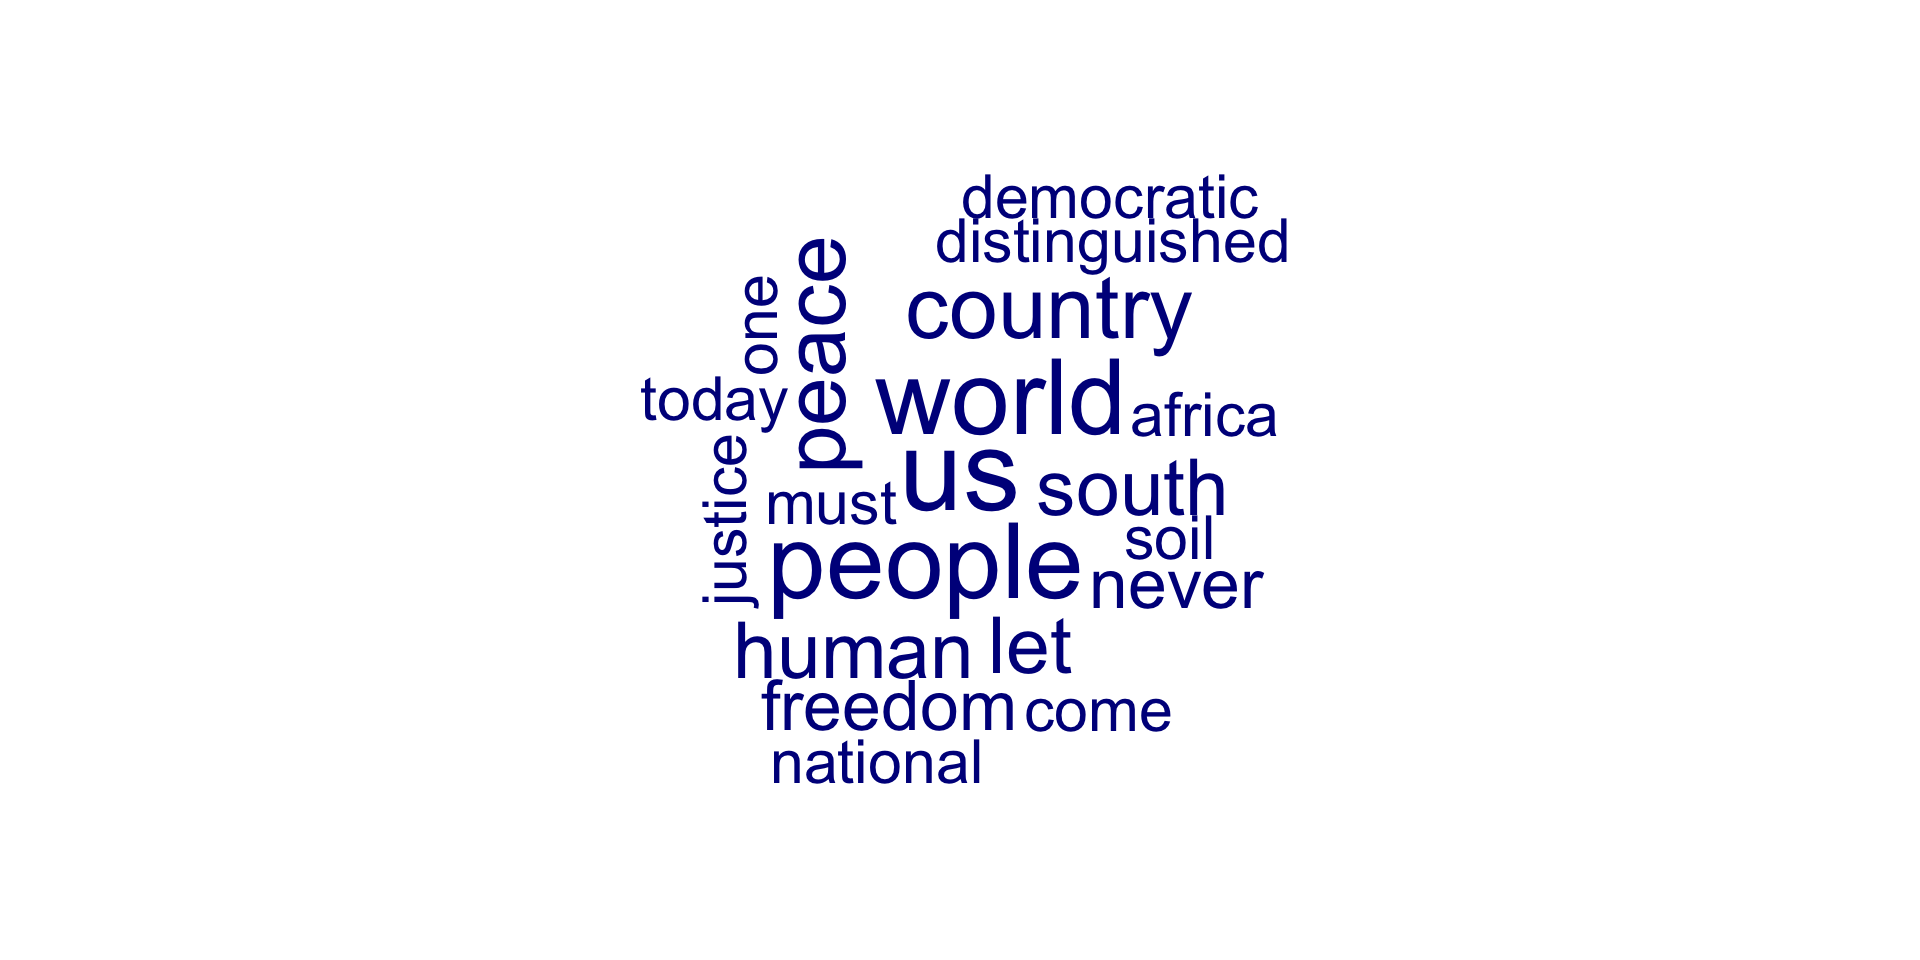 democratic
distinguished
peace
one
country
world
today
africa
us
justice
must
south
soil
people
never
human
let
freedom
come
national